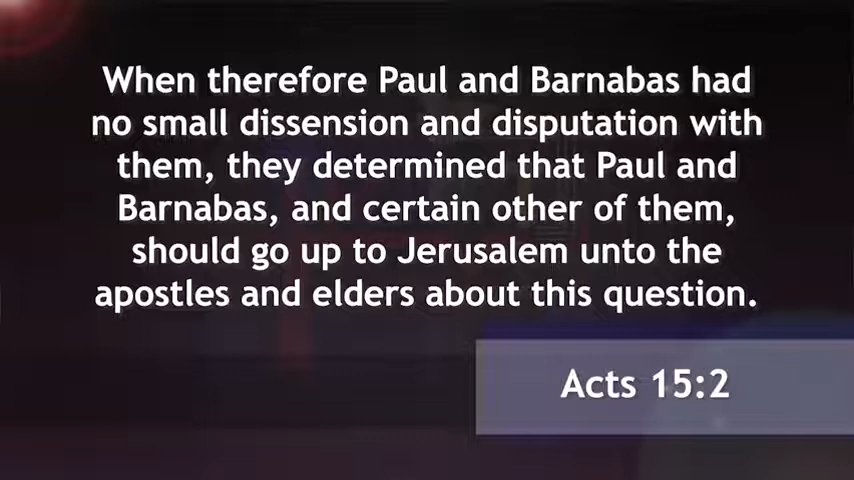 When therefore Paul and Barnabas had
no small dissension and disputation with
them, they determined that Paul and
Barnabas, and certain other of them,
should go up to Jerusalem unto the
apostles and elders about this question.
Acts 15:2